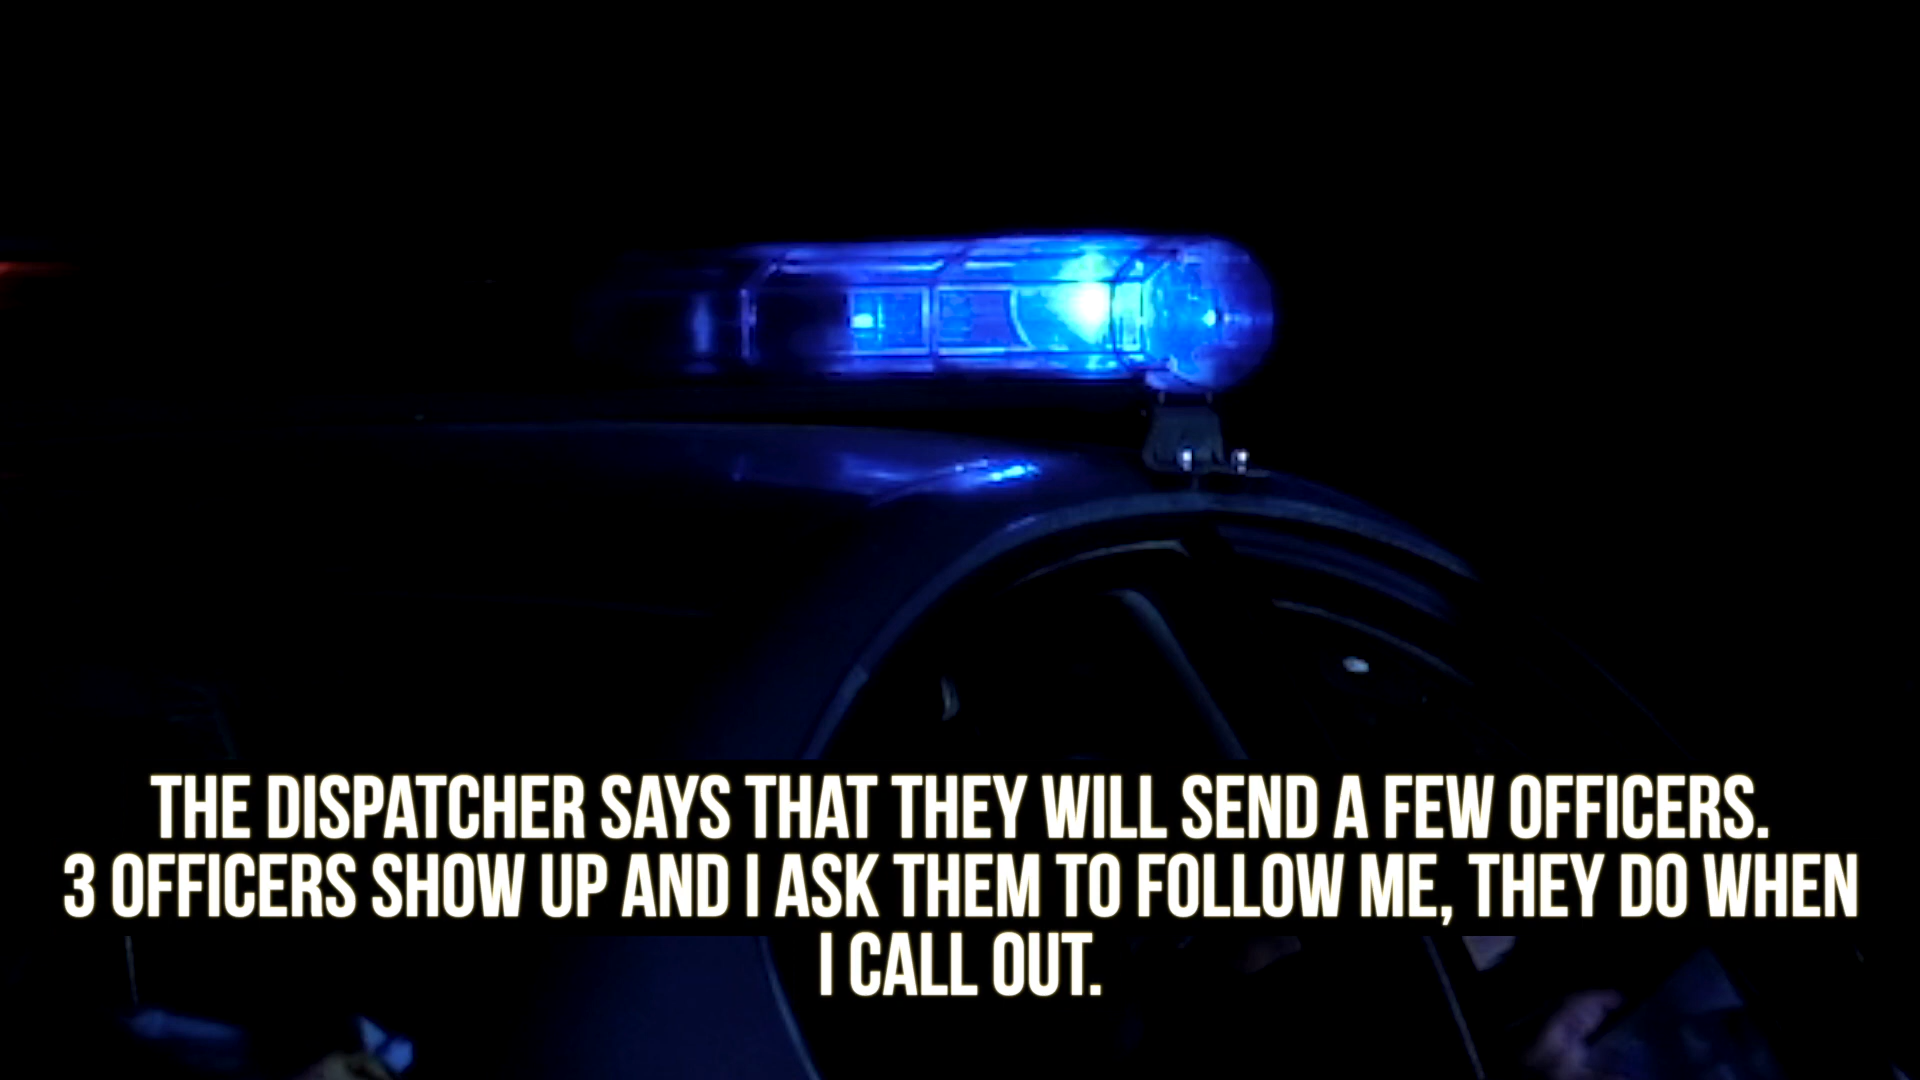 THE DISPATCHER SAYS THAT THEY WILL SEND A FEW OFFICERS.
3 OFFICERS SHOW UP AND I ASK THEM TO FOLLOW ME, THEY DO WHEN
I CALL OUT.